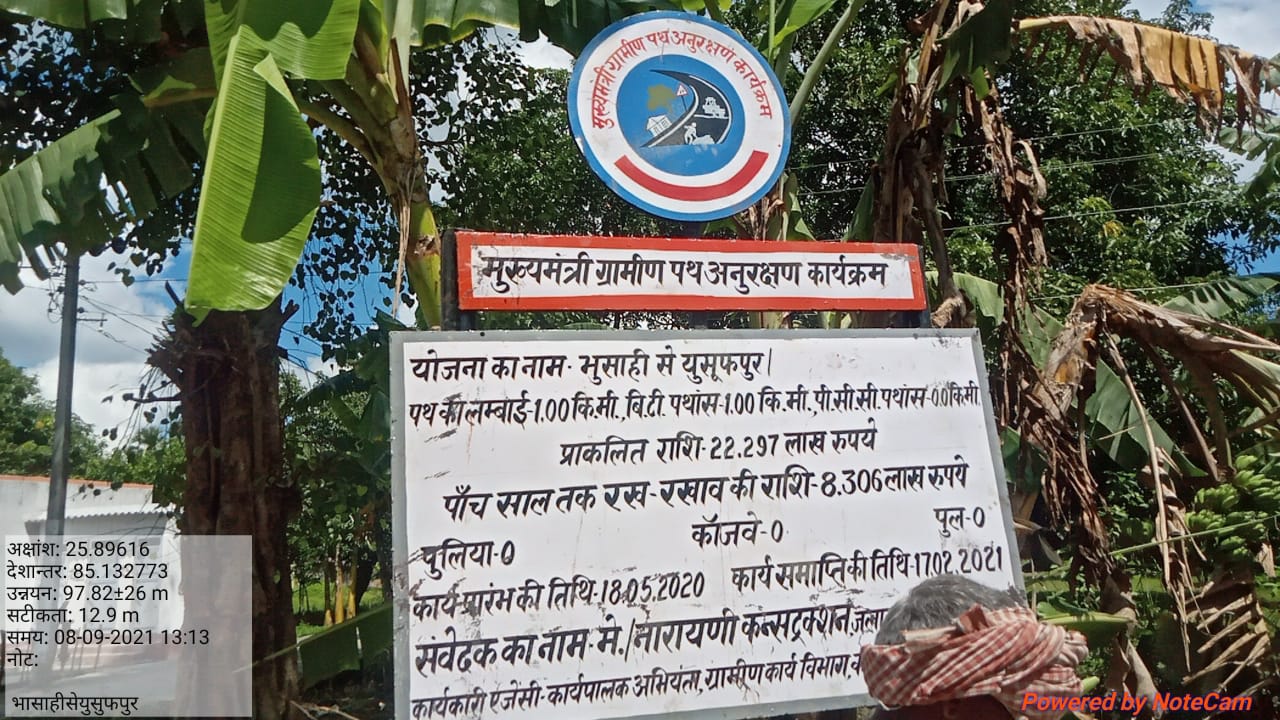 मुख्यमंत्री ग्रामीण पथ अनुरक्षण कार्यक्रम
मुख्यमंत्री ग्रामीण पथ अनुरक्षण कार्यक्रम
योजना का नाम- भुसाही से युसूफपुर।
पथ की लम्बाई-1.00 कि.मी., बि.टी. पथांस-1.00 कि.मी., पी.सी.सी. पथांस-0.0 किमी
प्राकलित राशि-22.297 लाख रुपये
पाँच साल तक रख-रखाव की राशि-8.306 लाख रुपये
पुलिया-0 कॉजवे-0 पुल-0
कार्य प्रारंभ की तिथि-18.05.2020 कार्य समाप्ति की तिथि-17.02.2021
संवेदक का नाम-मे./नारायणी कन्सट्रक्शन, जिला
कार्यकारी एजेंसी-कार्यपालक अभियंता, ग्रामीण कार्य विभाग,
अक्षांश: 25.89616
देशान्तर: 85.132773
उन्नयन: 97.82±26 m
सटीकता: 12.9 m
समय: 08-09-2021 13:13
नोट:
भासाहीसेयुसुफपुर
Powered by NoteCam